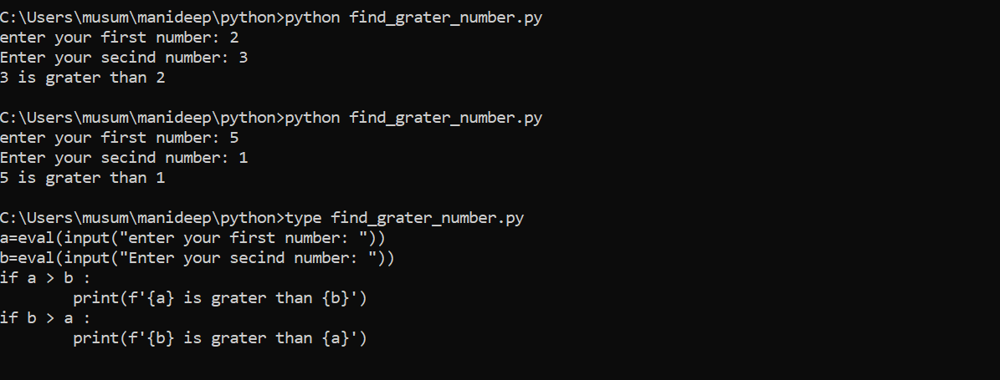 C:\Users\musum\manideep\python>python find_grater_number.py
enter your first number: 2
Enter your secind number: 3
3 is grater than 2
C:\Users\musum\manideep\python>python find_grater_number.py
enter your first number: 5
Enter your secind number: 1
5 is grater than 1
C:\Users\musum\manideep\python>type find_grater_number.py
a=eval(input("enter your first number: "))
b=eval(input("Enter your secind number: "))
if a > b :
        print(f'{a} is grater than {b}')
if b > a :
        print(f'{b} is grater than {a}')